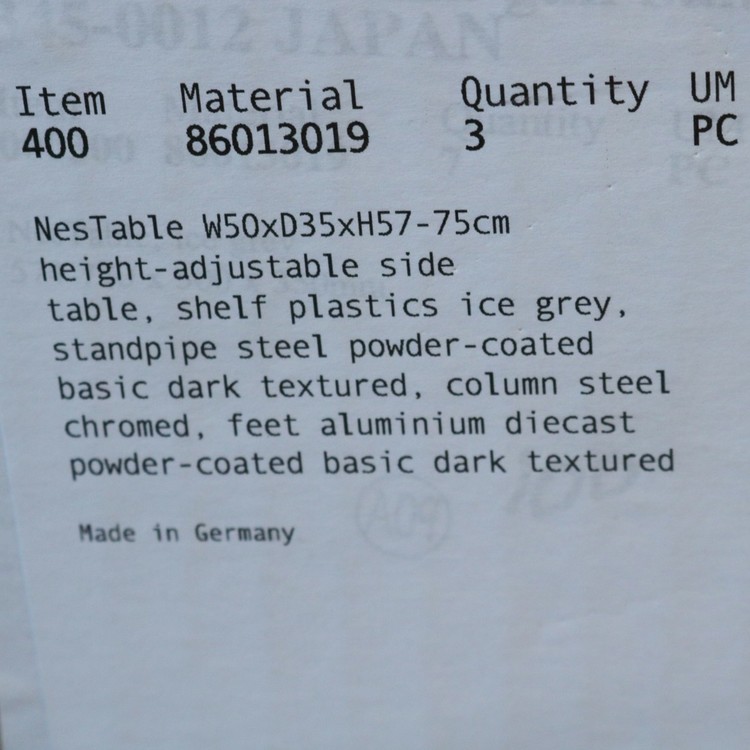 45-0012 JAPAN
Item Material Quantity UM
400 86013019 3 PC
NesTable W50xD35xH57-75cm
height-adjustable side
table, shelf plastics ice grey,
standpipe steel powder-coated
basic dark textured, column steel
chromed, feet aluminium diecast
powder-coated basic dark textured
Made in Germany